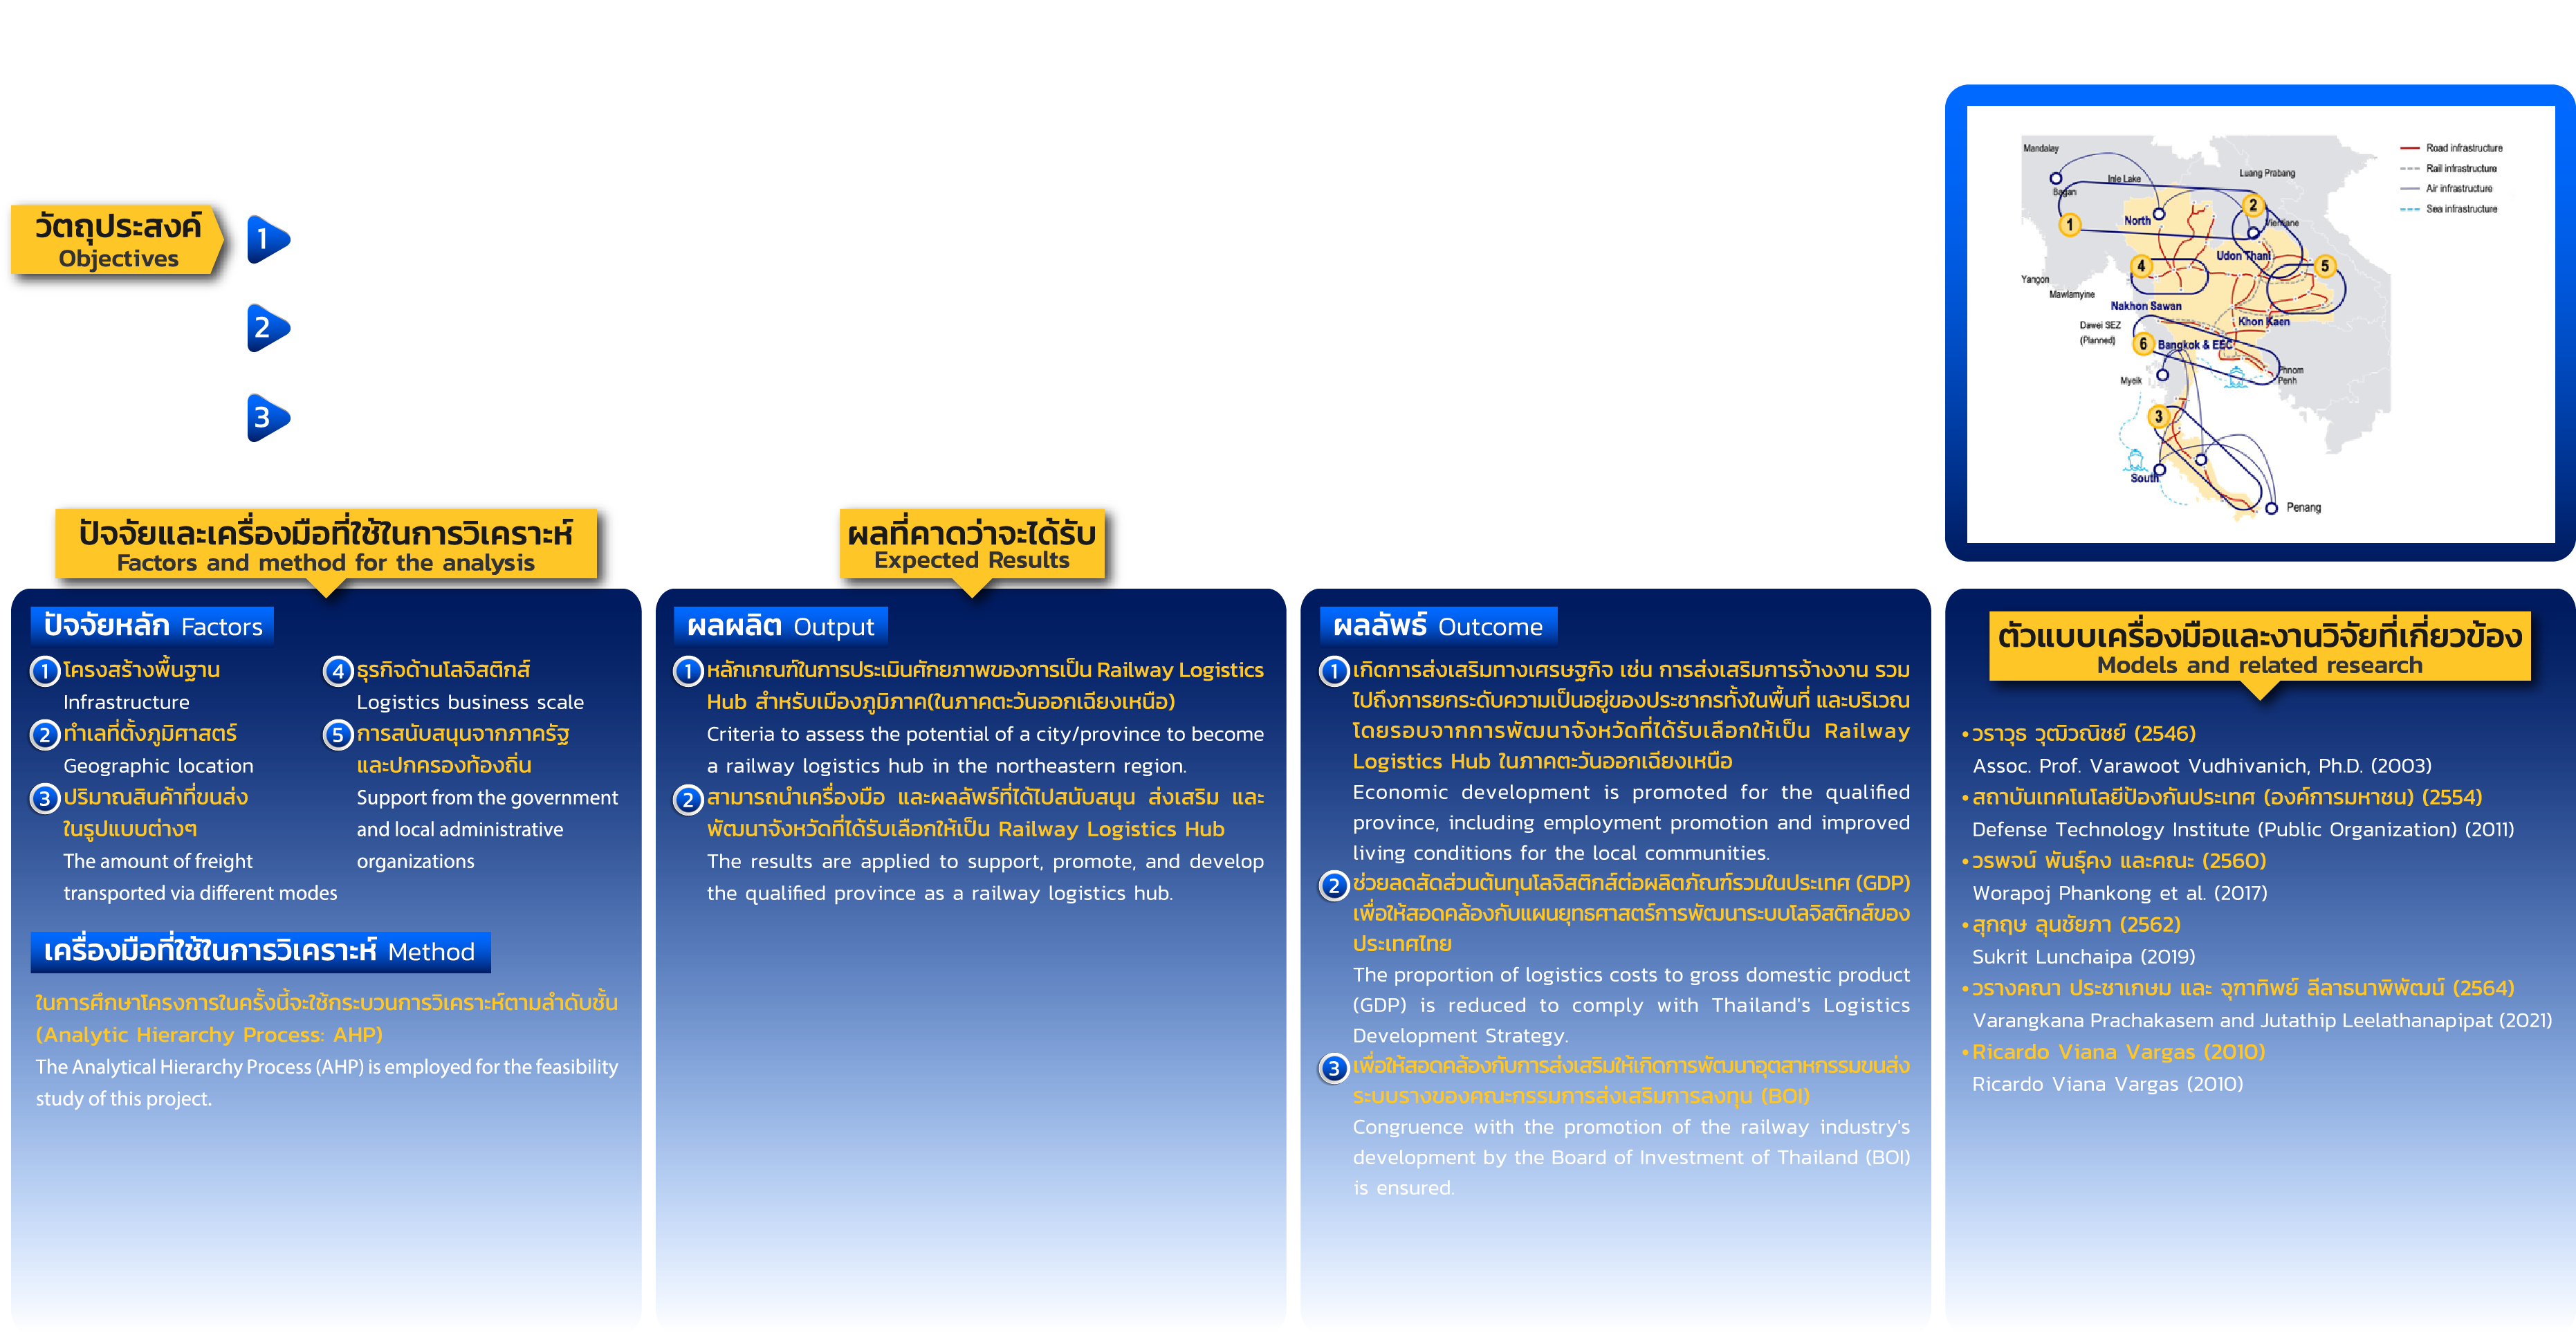 วัตถุประสงค์
Objectives
1
2
3
Mandalay
Bagan
Inle Lake
Luang Prabang
1
North
2
Vientiane
Udon Thani
4
5
Yangon
Mawlamyine
Nakhon Sawan
Khon Kaen
Dawei SEZ
(Planned)
6
Bangkok & EEC
Myeik
Phnom
Penh
3
South
Penang
Road infrastructure
Rail infrastructure
Air infrastructure
Sea infrastructure
ปัจจัยและเครื่องมือที่ใช้ในการวิเคราะห์
Factors and method for the analysis
ปัจจัยหลัก Factors
1 โครงสร้างพื้นฐาน
Infrastructure
2 ทำเลที่ตั้งภูมิศาสตร์
Geographic location
3 ปริมาณสินค้าที่ขนส่ง
ในรูปแบบต่างๆ
The amount of freight
transported via different modes
4 ธุรกิจด้านโลจิสติกส์
Logistics business scale
5 การสนับสนุนจากภาครัฐ
และปกครองท้องถิ่น
Support from the government
and local administrative
organizations
เครื่องมือที่ใช้ในการวิเคราะห์ Method
ในการศึกษาโครงการในครั้งนี้จะใช้กระบวนการวิเคราะห์ตามลำดับชั้น
(Analytic Hierarchy Process: AHP)
The Analytical Hierarchy Process (AHP) is employed for the feasibility
study of this project.
ผลที่คาดว่าจะได้รับ
Expected Results
ผลผลิต Output
1 หลักเกณฑ์ในการประเมินศักยภาพของการเป็น Railway Logistics
Hub สำหรับเมืองภูมิภาค(ในภาคตะวันออกเฉียงเหนือ)
Criteria to assess the potential of a city/province to become
a railway logistics hub in the northeastern region.
2 สามารถนำเครื่องมือ และผลลัพธ์ที่ได้ไปสนับสนุน ส่งเสริม และ
พัฒนาจังหวัดที่ได้รับเลือกให้เป็น Railway Logistics Hub
The results are applied to support, promote, and develop
the qualified province as a railway logistics hub.
ผลลัพธ์ Outcome
1 เกิดการส่งเสริมทางเศรษฐกิจ เช่น การส่งเสริมการจ้างงาน รวม
ไปถึงการยกระดับความเป็นอยู่ของประชากรทั้งในพื้นที่ และบริเวณ
โดยรอบจากการพัฒนาจังหวัดที่ได้รับเลือกให้เป็น Railway
Logistics Hub ในภาคตะวันออกเฉียงเหนือ
Economic development is promoted for the qualified
province, including employment promotion and improved
living conditions for the local communities.
2 ช่วยลดสัดส่วนต้นทุนโลจิสติกส์ต่อผลิตภัณฑ์รวมในประเทศ (GDP)
เพื่อให้สอดคล้องกับแผนยุทธศาสตร์การพัฒนาระบบโลจิสติกส์ของ
ประเทศไทย
The proportion of logistics costs to gross domestic product
(GDP) is reduced to comply with Thailand's Logistics
Development Strategy.
3 เพื่อให้สอดคล้องกับการส่งเสริมให้เกิดการพัฒนาอุตสาหกรรมขนส่ง
ระบบรางของคณะกรรมการส่งเสริมการลงทุน (BOI)
Congruence with the promotion of the railway industry's
development by the Board of Investment of Thailand (BOI)
is ensured.
ตัวแบบเครื่องมือและงานวิจัยที่เกี่ยวข้อง
Models and related research
•วราวุธ วุฒิวณิชย์ (2546)
Assoc. Prof. Varawoot Vudhivanich, Ph.D. (2003)
•สถาบันเทคโนโลยีป้องกันประเทศ (องค์การมหาชน) (2554)
Defense Technology Institute (Public Organization) (2011)
•วรพจน์ พันธุ์คง และคณะ (2560)
Worapoj Phankong et al. (2017)
•สุกฤษ ลุนชัยภา (2562)
Sukrit Lunchaipa (2019)
•วรางคณา ประชาเกษม และ จุฑาทิพย์ ลีลาธนาพิพัฒน์ (2564)
Varangkana Prachakasem and Jutathip Leelathanapipat (2021)
•Ricardo Viana Vargas (2010)
Ricardo Viana Vargas (2010)